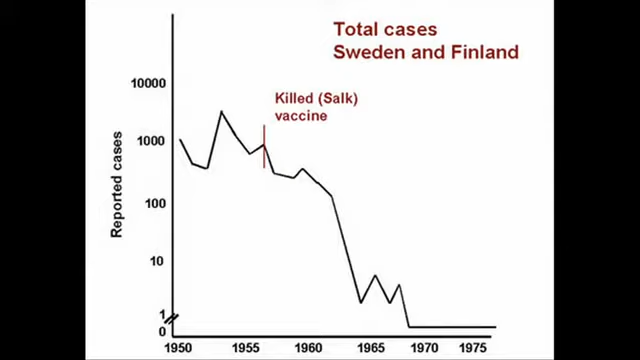 Total cases
Sweden and Finland
Killed (Salk)
vaccine
Reported cases
10000
1000
100
10
1
0
1950 1955 1960 1965 1970 1975